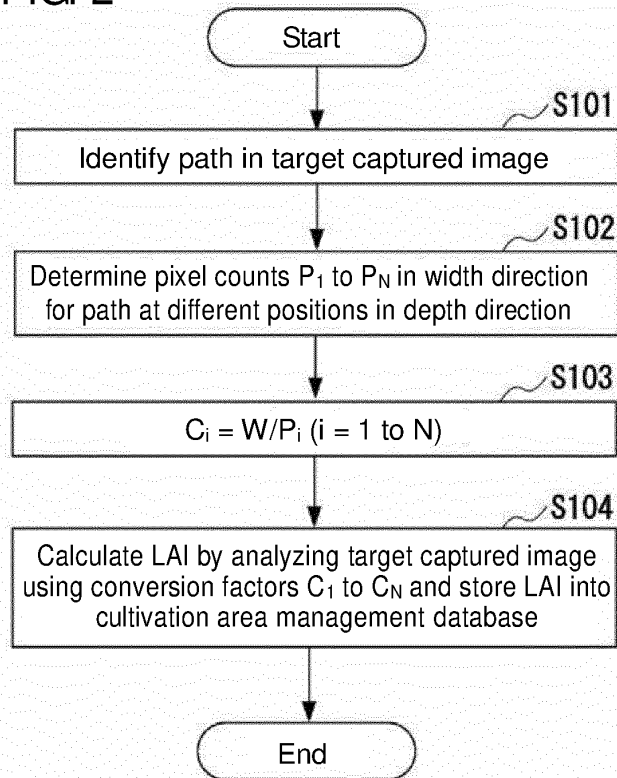 FIG. 2
Start
S101
Identify path in target captured image
S102
Determine pixel counts P₁ to Pₙ in width direction
for path at different positions in depth direction
S103
Cᵢ = W/Pᵢ (i = 1 to N)
S104
Calculate LAI by analyzing target captured image
using conversion factors C₁ to Cₙ and store LAI into
cultivation area management database
End